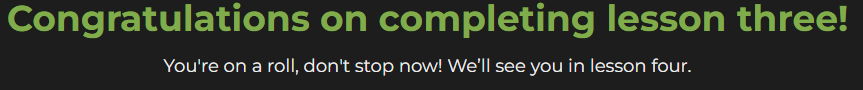 Congratulations on completing lesson three!
You're on a roll, don't stop now! We’ll see you in lesson four.